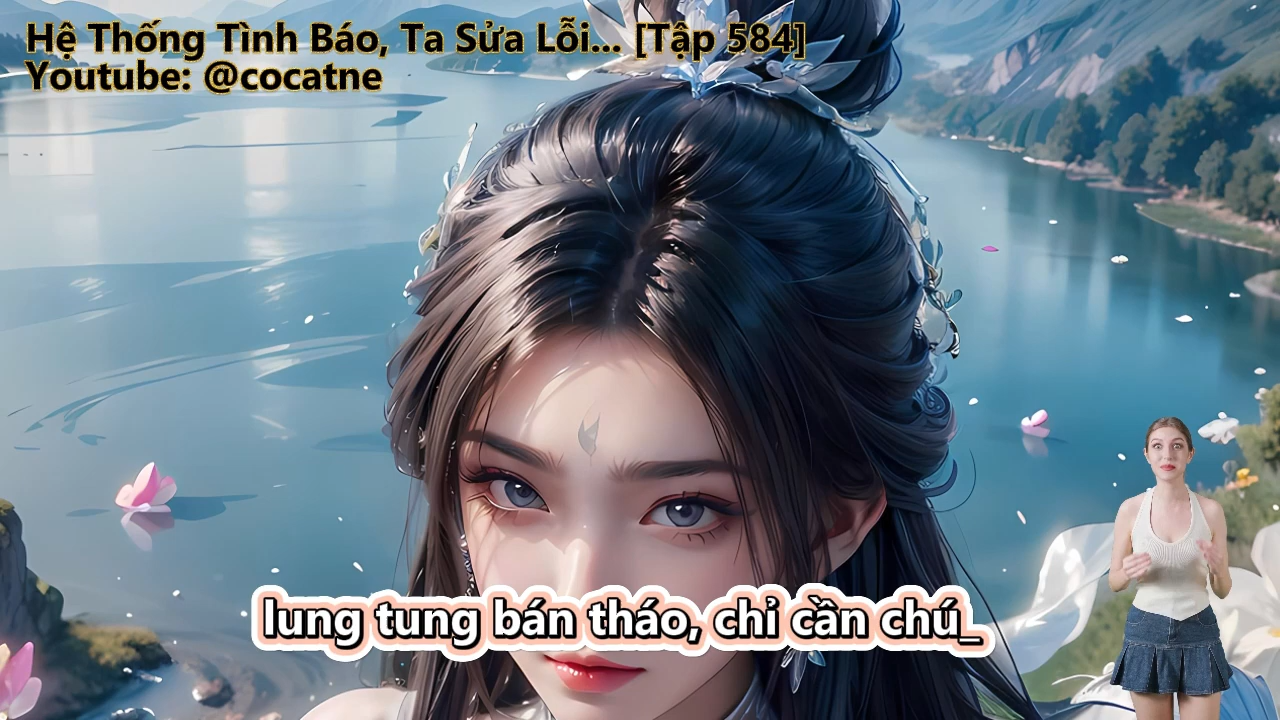 Hệ Thống Tình Báo, Ta Sửa Lỗi... [Tập 584]
Youtube: @cocatne
lung tung bán tháo, chỉ cần chú_